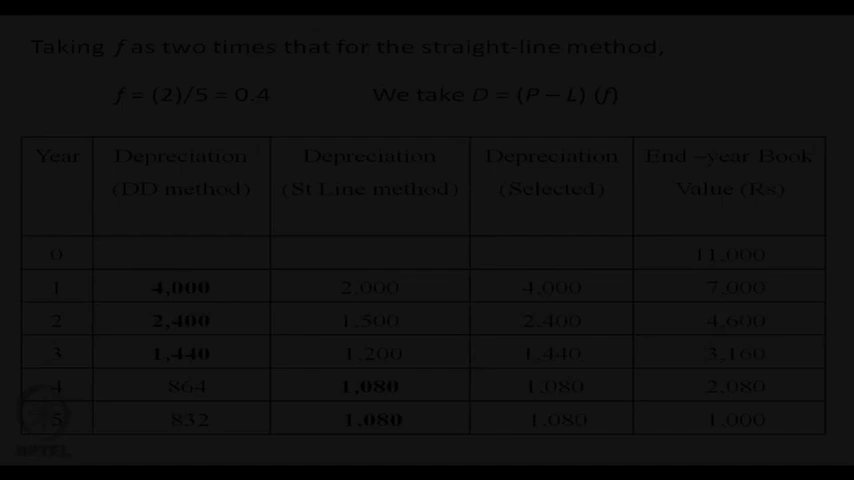 Taking f as two times that for the straight-line method,
f = (2)/5 = 0.4 We take D = (P – L) (f)
Year Depreciation Depreciation Depreciation End –year Book
(DD method) (St Line method) (Selected) Value (Rx)
0 11,000
1 4,000 2,000 4,000 7,000
2 2,400 1,500 2,400 4,600
3 1,440 1,200 1,440 3,160
4 864 1,080 1,080 2,080
5 832 1,080 1,080 1,000
NPTEL